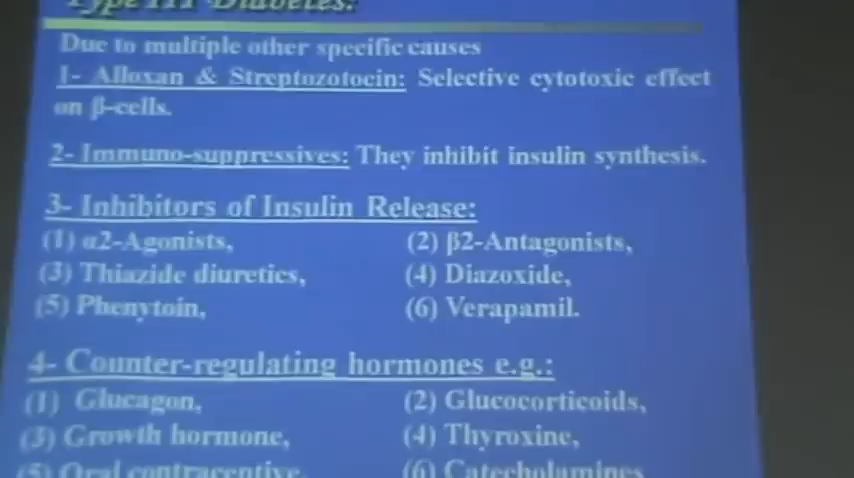 Type III Diabetes:
Due to multiple other specific causes
1- Alloxan & Streptozotocin: Selective cytotoxic effect
on β-cells.
2- Immuno-suppressives: They inhibit insulin synthesis.
3- Inhibitors of Insulin Release:
(1) α2-Agonists, (2) β2-Antagonists,
(3) Thiazide diuretics, (4) Diazoxide,
(5) Phenytoin, (6) Verapamil.
4- Counter-regulating hormones e.g.:
(1) Glucagon, (2) Glucocorticoids,
(3) Growth hormone, (4) Thyroxine,
(5) Oral contraceptive, (6) Catecholamines